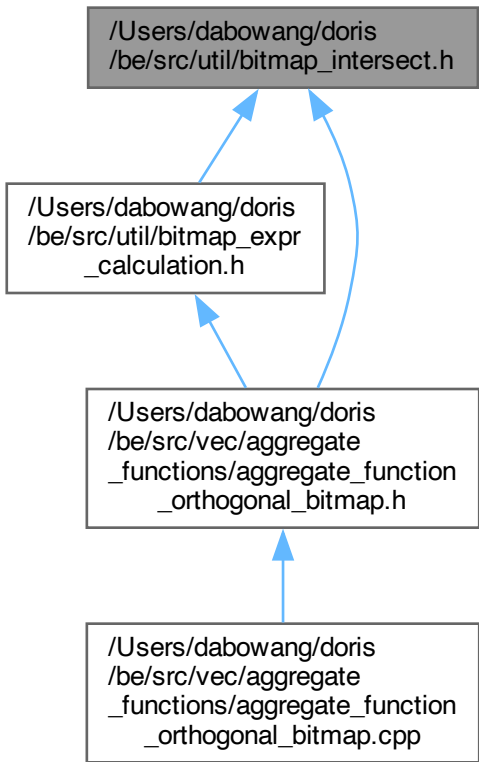 /Users/dabowang/doris
/be/src/util/bitmap_intersect.h
/Users/dabowang/doris
/be/src/util/bitmap_expr
_calculation.h
/Users/dabowang/doris
/be/src/vec/aggregate
_functions/aggregate_function
_orthogonal_bitmap.h
/Users/dabowang/doris
/be/src/vec/aggregate
_functions/aggregate_function
_orthogonal_bitmap.cpp